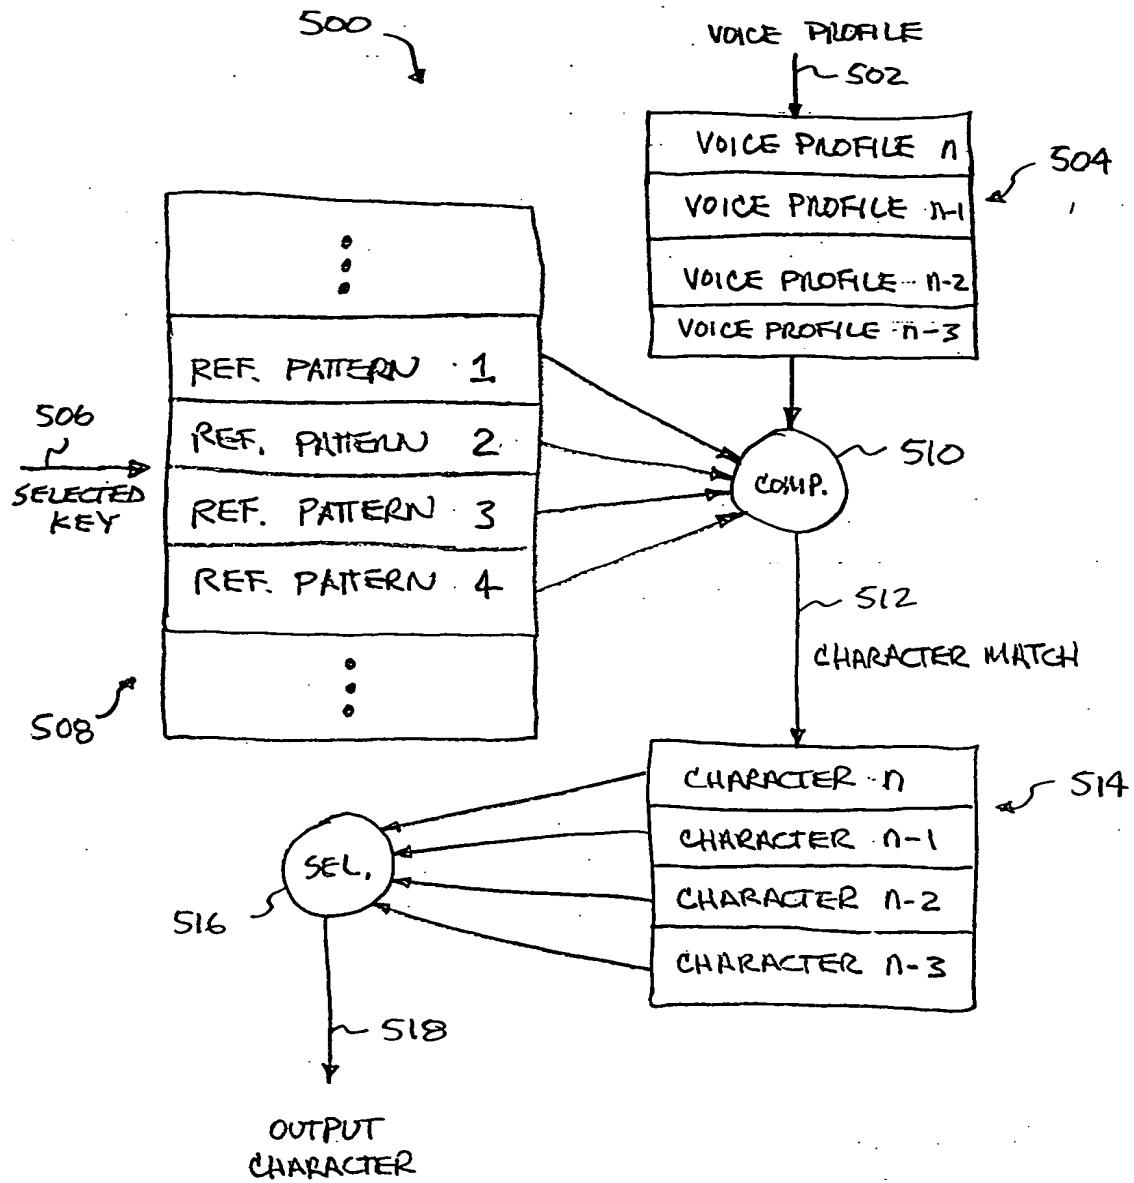 500
VOICE PROFILE
502
VOICE PROFILE n
VOICE PROFILE n-1
VOICE PROFILE n-2
VOICE PROFILE n-3
504
REF. PATTERN 1
REF. PATTERN 2
REF. PATTERN 3
REF. PATTERN 4
506
SELECTED
KEY
508
COMP.
510
512
CHARACTER MATCH
CHARACTER n
CHARACTER n-1
CHARACTER n-2
CHARACTER n-3
514
SEL.
516
518
OUTPUT
CHARACTER